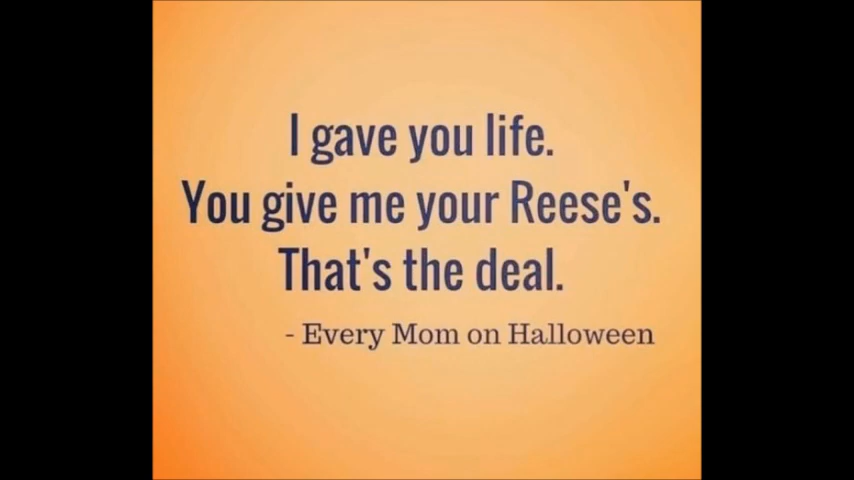 I gave you life.
You give me your Reese's.
That's the deal.
- Every Mom on Halloween